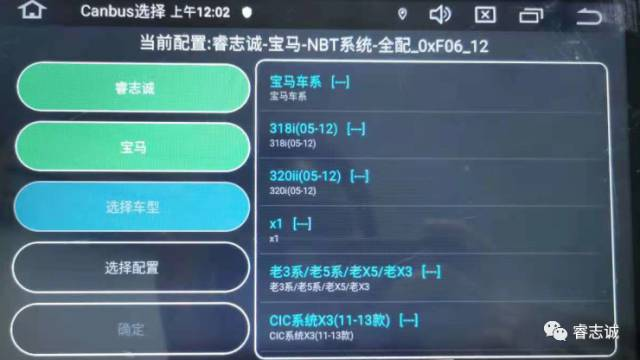 Canbus选择 上午12:02
当前配置:睿志诚-宝马-NBT系统-全配_0xF06_12
睿志诚
宝马
选择车型
选择配置
确定
宝马车系 [---]
宝马车系
318i(05-12) [---]
318i(05-12)
320ii(05-12) [---]
320i(05-12)
x1 [---]
x1
老3系/老5系/老X5/老X3 [---]
老3系/老5系/老X5/老X3
CIC系统X3(11-13款) [---]
CIC系统X3(11-13款)
睿志诚